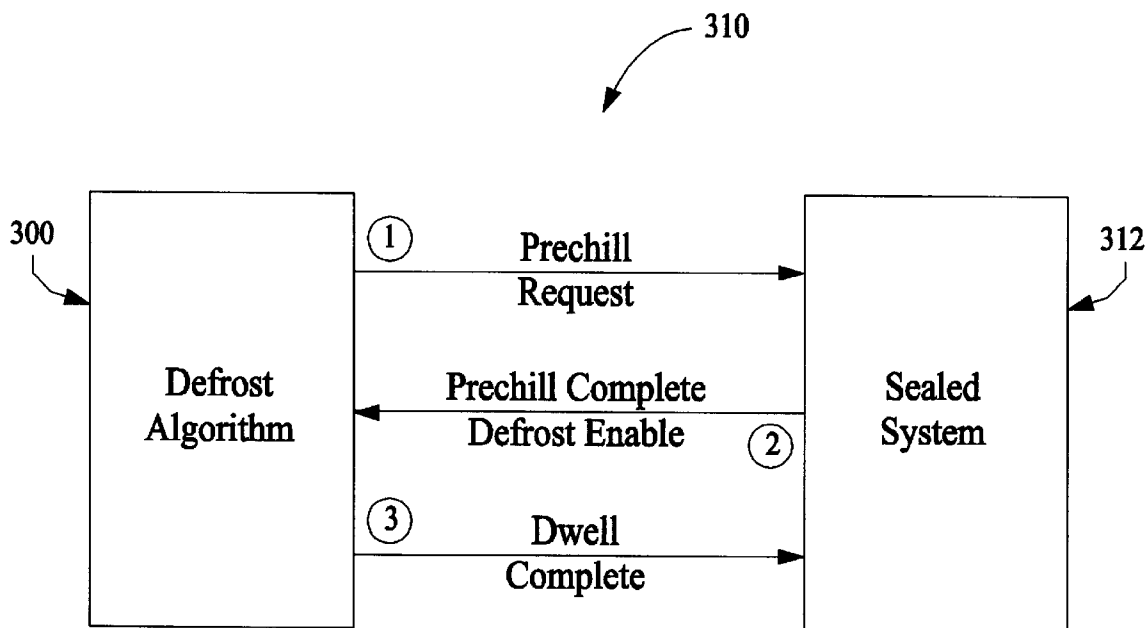 310
300
312
1
Prechill
Request
Defrost
Algorithm
Prechill Complete
Defrost Enable
2
Sealed
System
3
Dwell
Complete